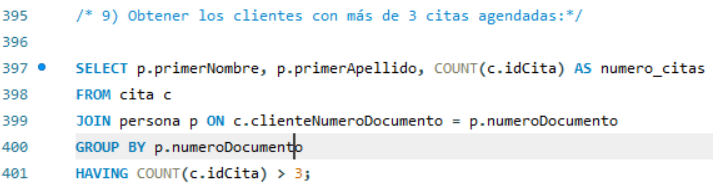 395 /* 9) Obtener los clientes con más de 3 citas agendadas:*/
396
397 SELECT p.primerNombre, p.primerApellido, COUNT(c.idCita) AS numero_citas
398 FROM cita c
399 JOIN persona p ON c.clienteNumeroDocumento = p.numeroDocumento
400 GROUP BY p.numeroDocumento
401 HAVING COUNT(c.idCita) > 3;